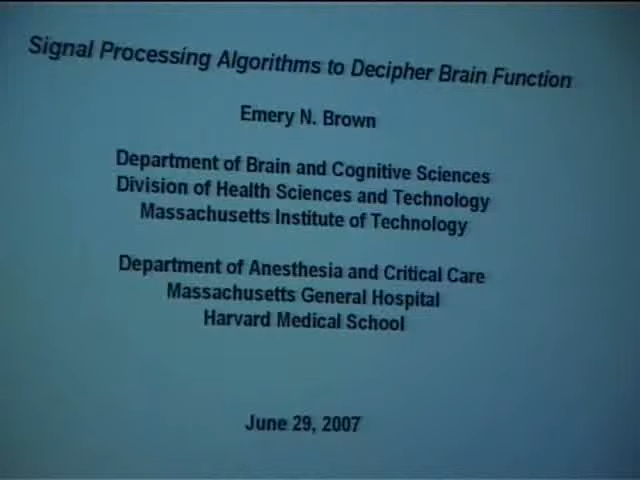 Signal Processing Algorithms to Decipher Brain Function
Emery N. Brown
Department of Brain and Cognitive Sciences
Division of Health Sciences and Technology
Massachusetts Institute of Technology
Department of Anesthesia and Critical Care
Massachusetts General Hospital
Harvard Medical School
June 29, 2007